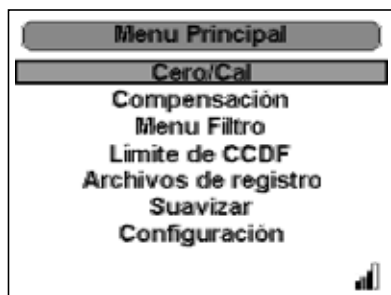 Menu Principal
Cero/Cal
Compensación
Menu Filtro
Limite de CCDF
Archivos de registro
Suavizar
Configuración